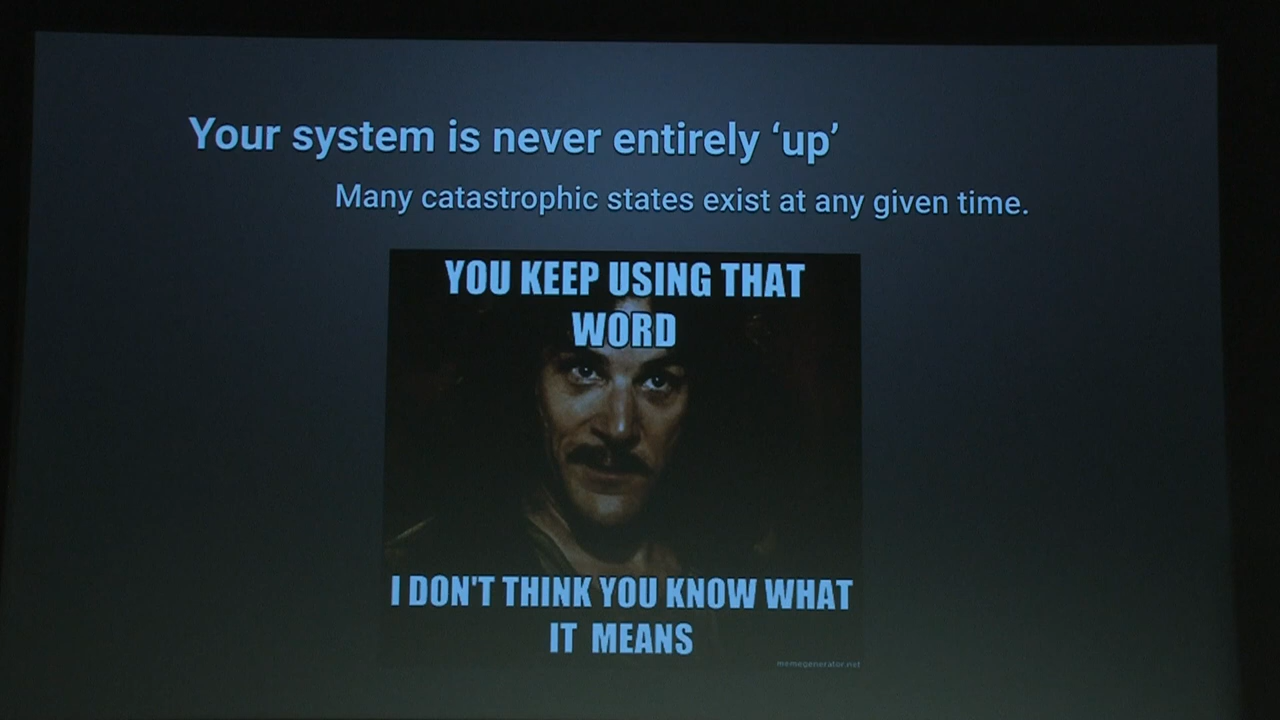 Your system is never entirely ‘up’
Many catastrophic states exist at any given time.
YOU KEEP USING THAT
WORD
I DON'T THINK YOU KNOW WHAT
IT MEANS
memegenerator.net